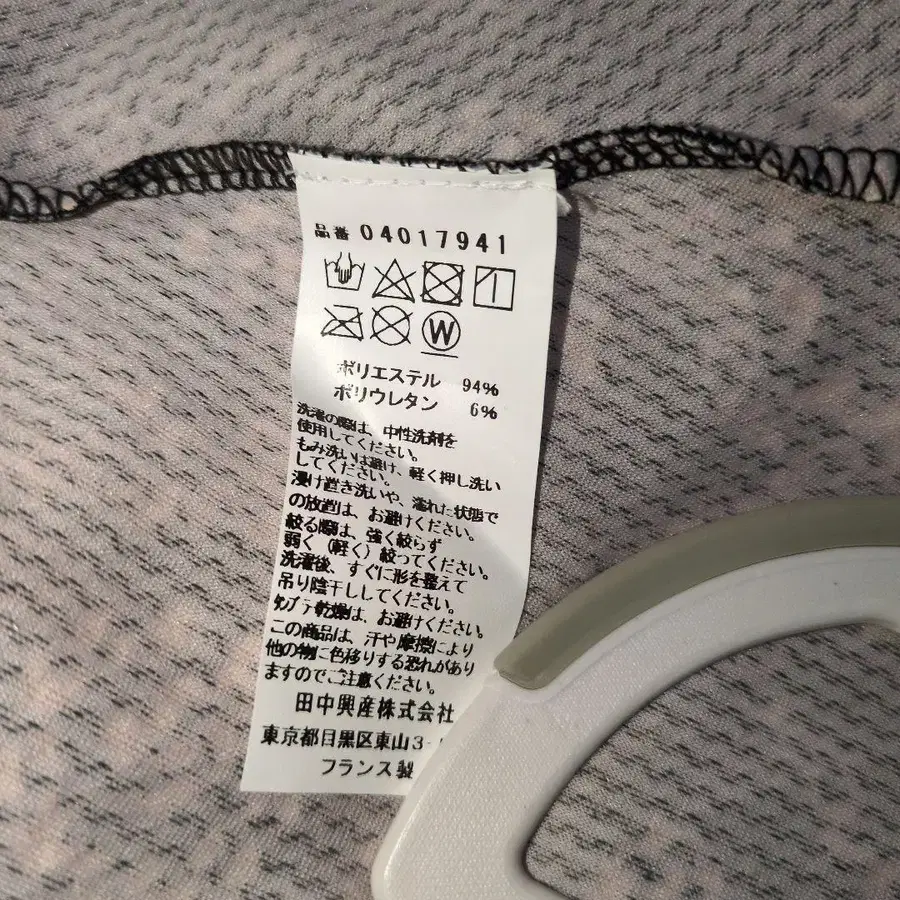 品番 04017941
W
ポリエステル 94%
ポリウレタン 6%
洗濯の際は、中性洗剤を
使用してください。
もみ洗いは避け、軽く押し洗い
してください。
浸け置き洗いや、濡れた状態で
の放置は、お避けください。
絞る際は、強く絞らず
弱く（軽く）絞ってください。
洗濯後、すぐに形を整えて
吊り陰干ししてください。
タンブラ乾燥は、お避けください。
この商品は、汗や摩擦により
他の物に色移りする恐れがあり
ますのでご注意ください。
田中興産株式会社
東京都目黒区東山3-
フランス製